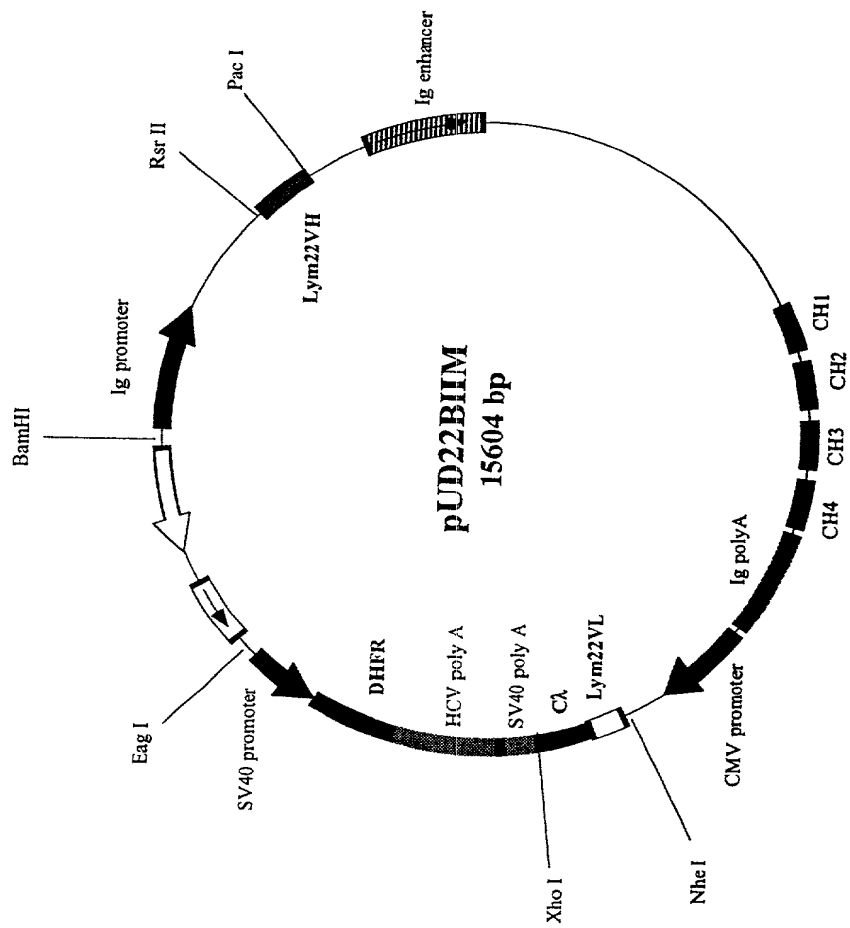 BamHI
Ig promoter
Rsr II
Pac I
Lym22VH
Ig enhancer
pUD22BIIM
15604 bp
CH1
CH2
CH3
CH4
Ig polyA
CMV promoter
Nhe I
Lym22VL
Cλ
Xho I
SV40 poly A
HCV poly A
DHFR
SV40 promoter
Eag I